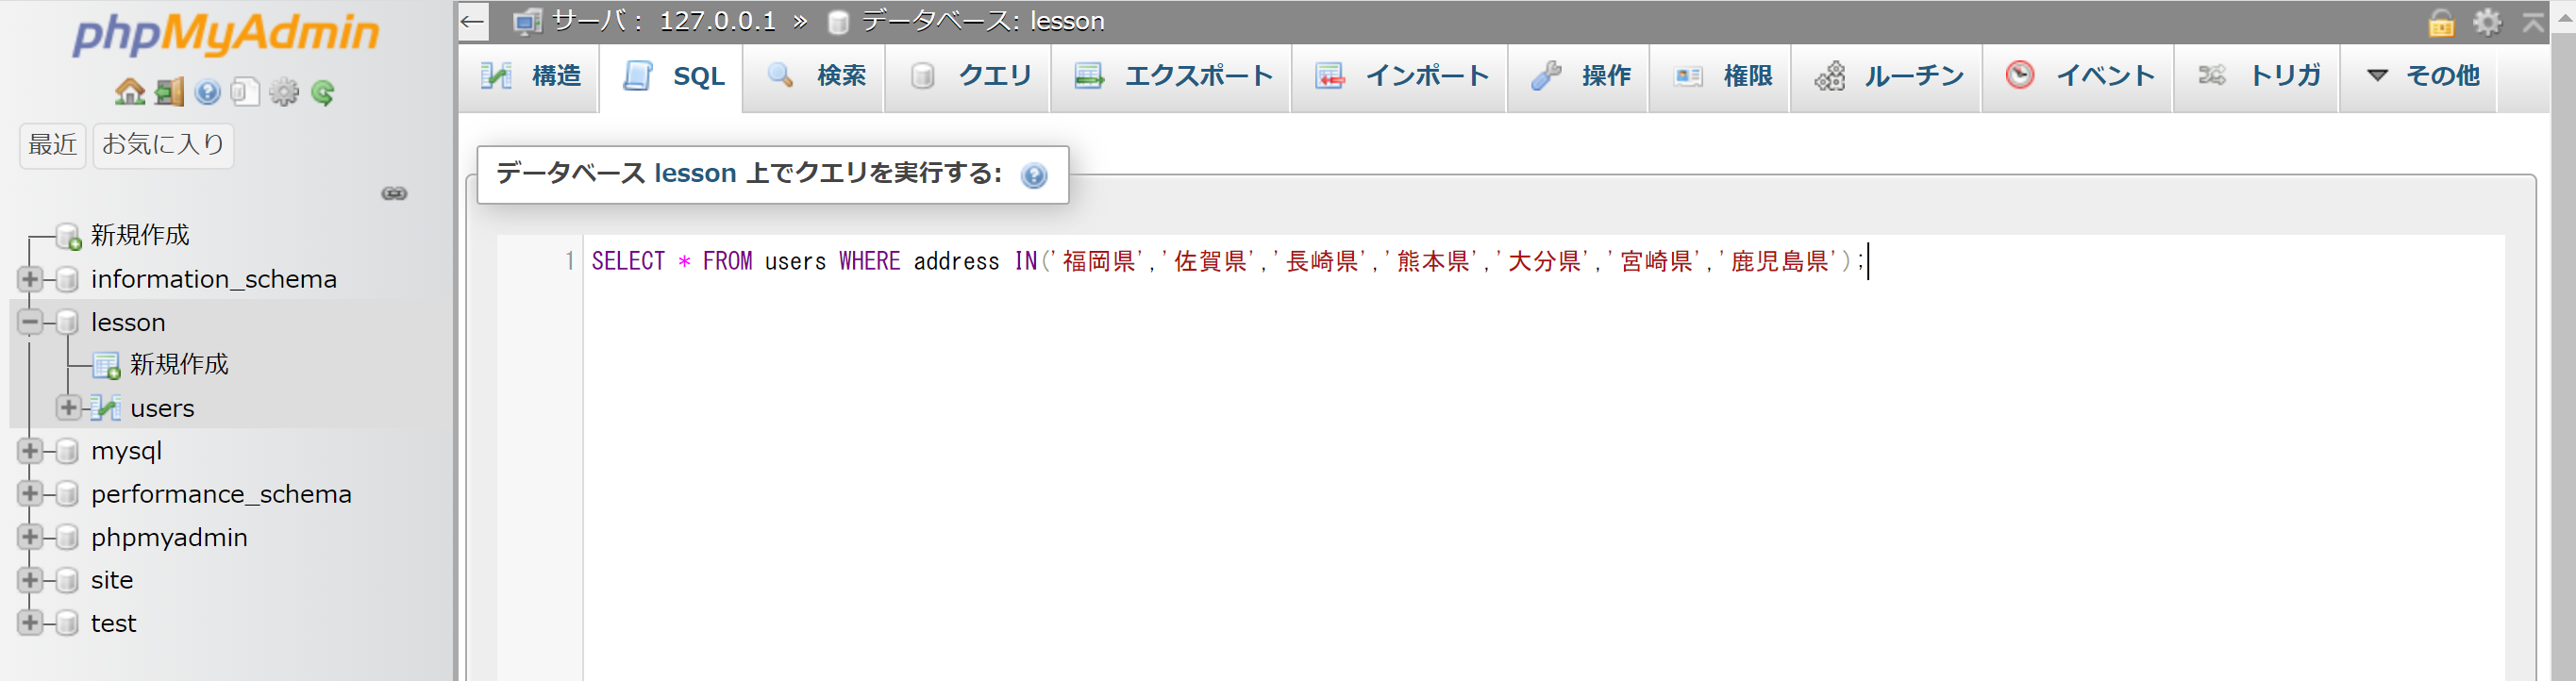 phpMyAdmin
最近 お気に入り
新規作成
information_schema
lesson
新規作成
users
mysql
performance_schema
phpmyadmin
site
test
← サーバ: 127.0.0.1 » データベース: lesson
構造 SQL 検索 クエリ エクスポート インポート 操作 権限 ルーチン イベント トリガ その他
データベース lesson 上でクエリを実行する:
1 SELECT * FROM users WHERE address IN('福岡県','佐賀県','長崎県','熊本県','大分県','宮崎県','鹿児島県');